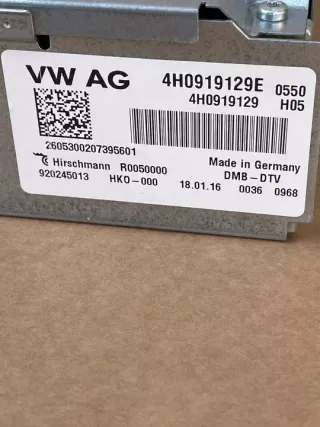 VW AG 4H0919129E 0550
4H0919129 H05
2605300207395601
Hirschmann R0050000 Made in Germany
920245013 HKO-000 DMB-DTV
18.01.16 0036 0968